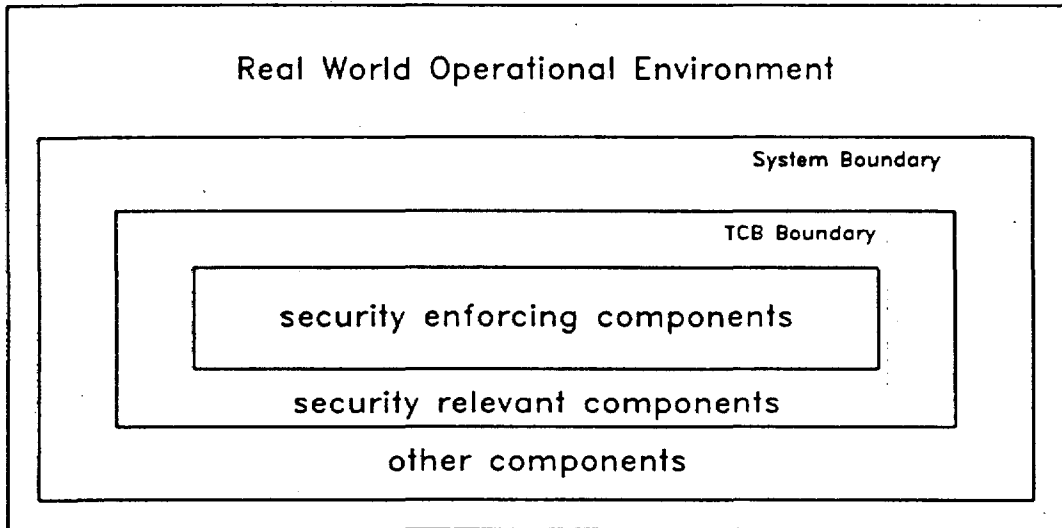 Real World Operational Environment
System Boundary
TCB Boundary
security enforcing components
security relevant components
other components